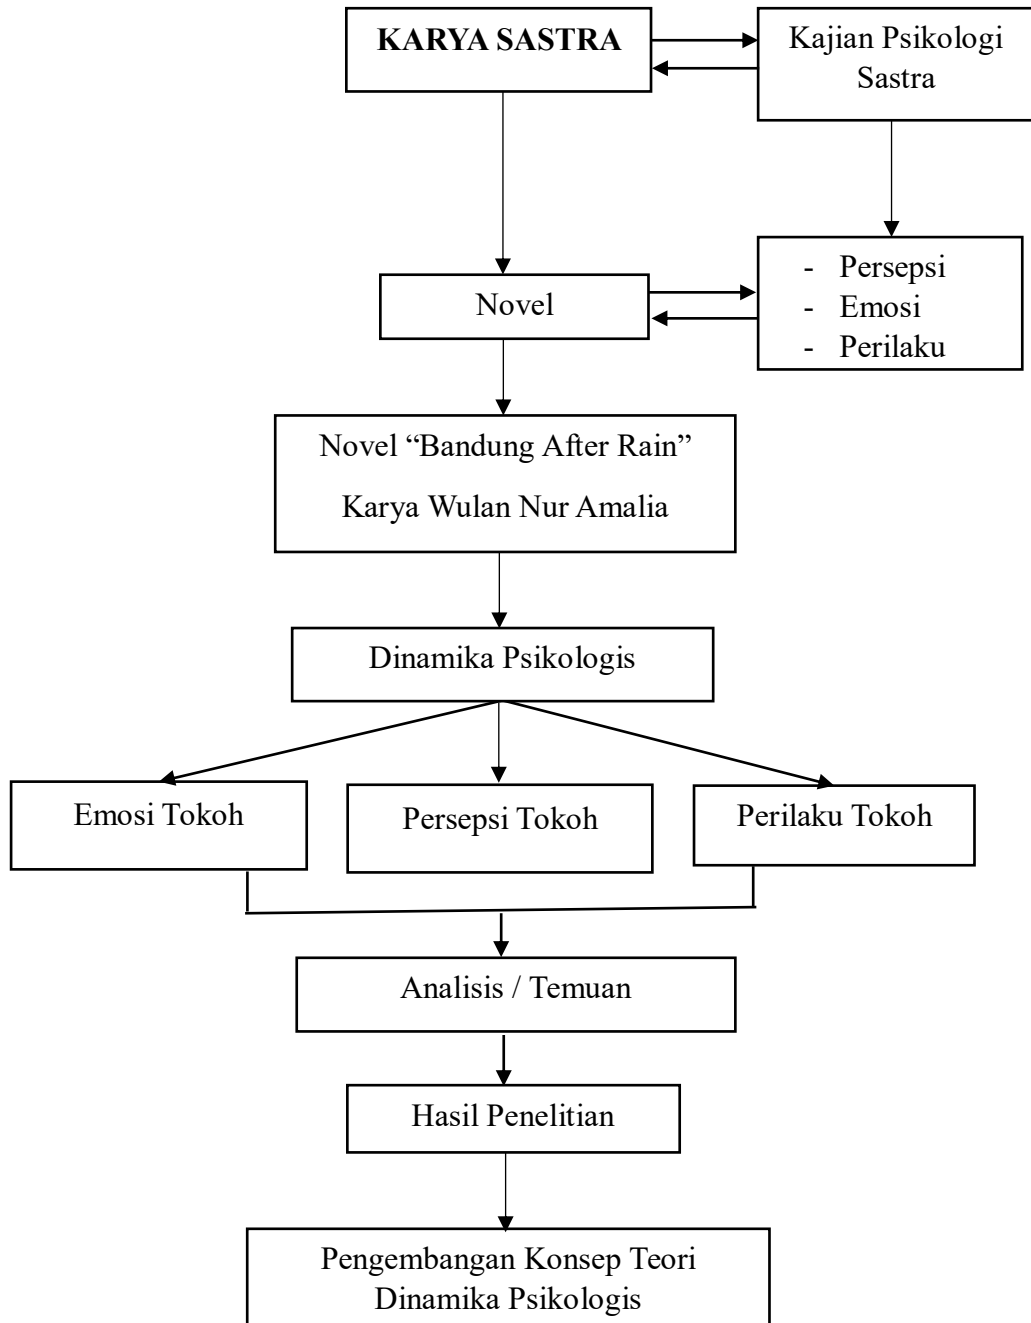 KARYA SASTRA
Kajian Psikologi
Sastra
- Persepsi
- Emosi
- Perilaku
Novel
Novel “Bandung After Rain”
Karya Wulan Nur Amalia
Dinamika Psikologis
Emosi Tokoh
Persepsi Tokoh
Perilaku Tokoh
Analisis / Temuan
Hasil Penelitian
Pengembangan Konsep Teori
Dinamika Psikologis